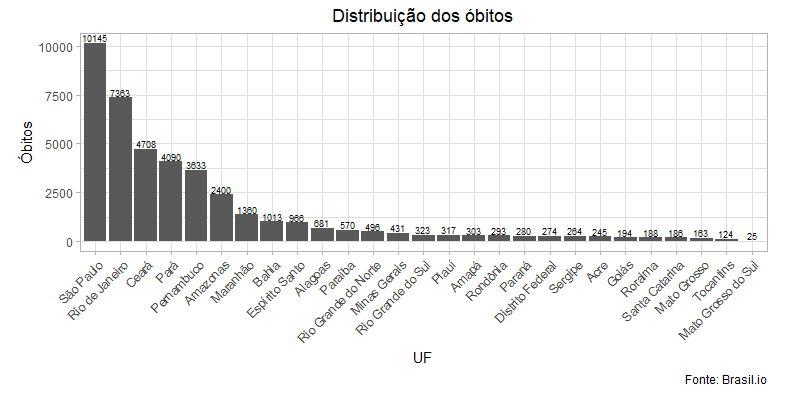 Distribuição dos óbitos
Óbitos
10000
7500
5000
2500
0
10145
7363
4708
4090
3633
2400
1360
1013
966
681
570
496
431
323
317
303
293
280
274
264
245
194
188
186
163
124
25
São Paulo
Rio de Janeiro
Ceará
Pará
Pernambuco
Amazonas
Maranhão
Bahia
Espírito Santo
Alagoas
Paraíba
Rio Grande do Norte
Minas Gerais
Rio Grande do Sul
Piauí
Amapá
Rondônia
Paraná
Distrito Federal
Sergipe
Acre
Goiás
Roraima
Santa Catarina
Mato Grosso
Tocantins
Mato Grosso do Sul
UF
Fonte: Brasil.io